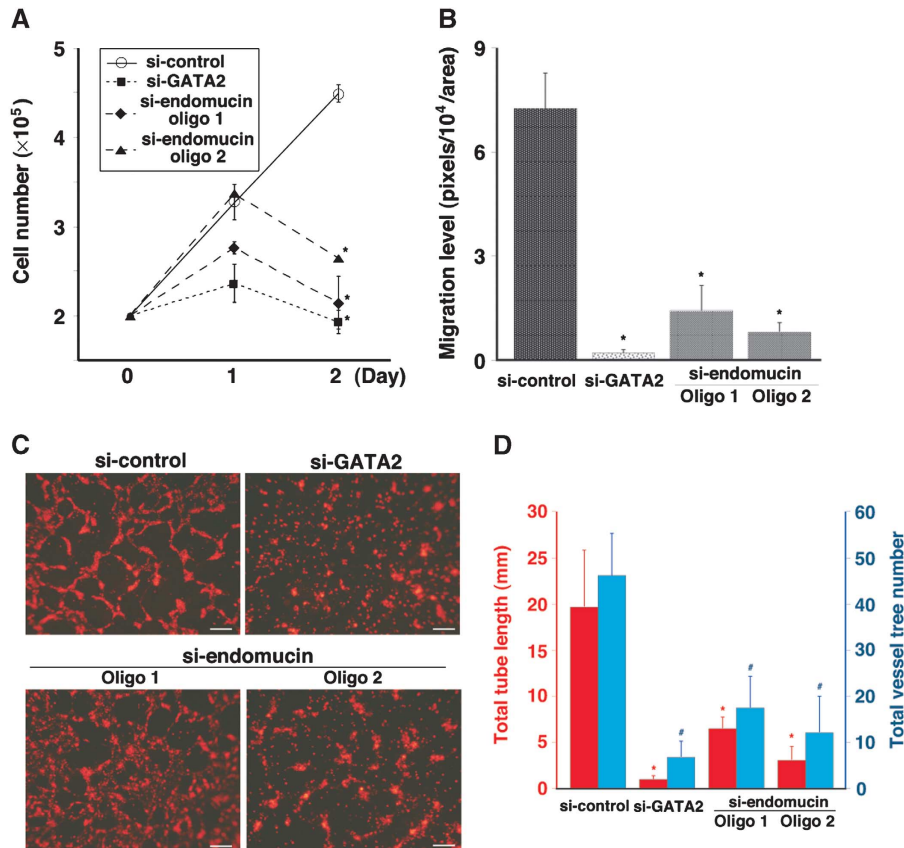 A
Cell number (×10⁵)
5
4
3
2
si-control
si-GATA2
si-endomucin
oligo 1
si-endomucin
oligo 2
*
*
*
0 1 2 (Day)
B
Migration level (pixels/10⁴/area)
9
6
3
0
*
*
*
si-control si-GATA2 si-endomucin
Oligo 1 Oligo 2
C
si-control si-GATA2
si-endomucin
Oligo 1 Oligo 2
D
Total tube length (mm)
30
25
20
15
10
5
0
60
50
40
30
20
10
0
Total vessel tree number
* # * # * #
si-control si-GATA2 si-endomucin
Oligo 1 Oligo 2